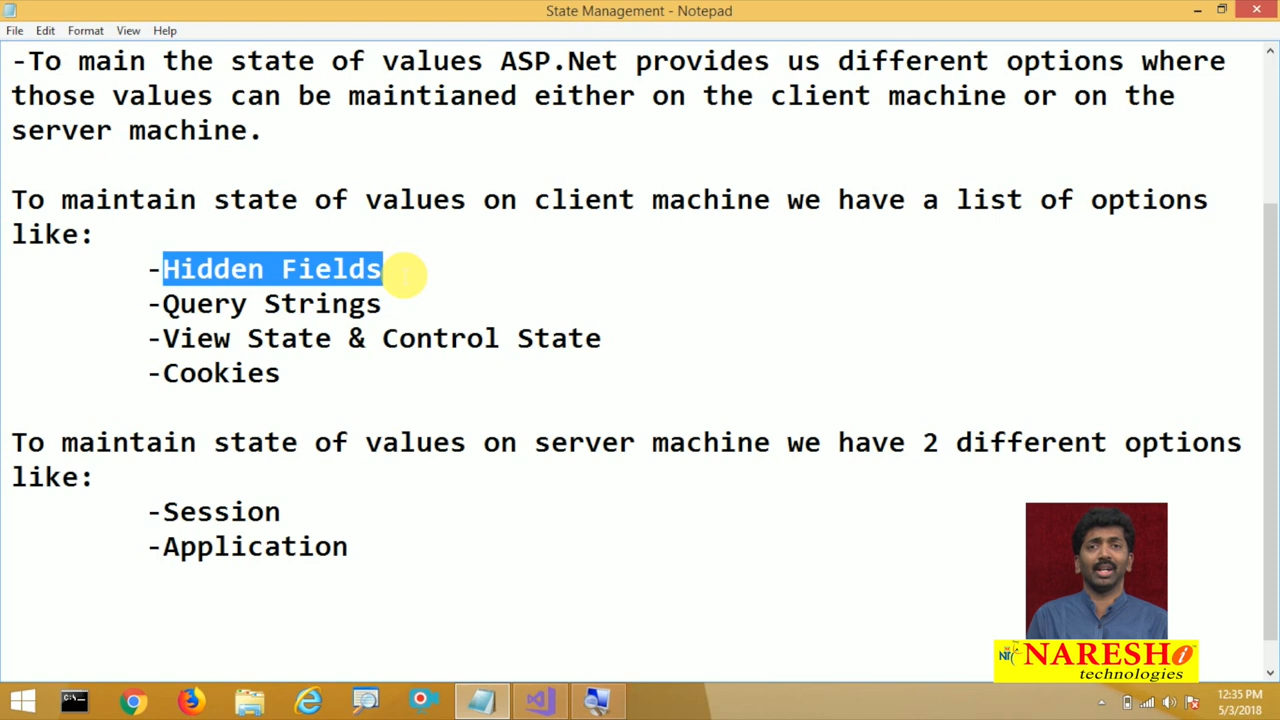 State Management - Notepad
File Edit Format View Help
-To main the state of values ASP.Net provides us different options where
those values can be maintianed either on the client machine or on the
server machine.
To maintain state of values on client machine we have a list of options
like:
-Hidden Fields
-Query Strings
-View State & Control State
-Cookies
To maintain state of values on server machine we have 2 different options
like:
-Session
-Application
NARESH i
technologies
12:35 PM
5/3/2018